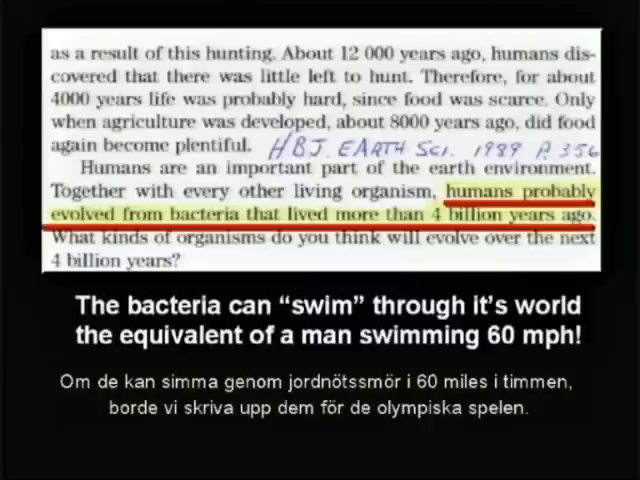 as a result of this hunting. About 12 000 years ago, humans dis-
covered that there was little left to hunt. Therefore, for about
4000 years life was probably hard, since food was scarce. Only
when agriculture was developed, about 8000 years ago, did food
again become plentiful. HBJ. EARTH SCI. 1989 P. 356
Humans are an important part of the earth environment.
Together with every other living organism, humans probably
evolved from bacteria that lived more than 4 billion years ago.
What kinds of organisms do you think will evolve over the next
4 billion years?
The bacteria can “swim” through it's world
the equivalent of a man swimming 60 mph!
Om de kan simma genom jordnötssmör i 60 miles i timmen,
borde vi skriva upp dem för de olympiska spelen.